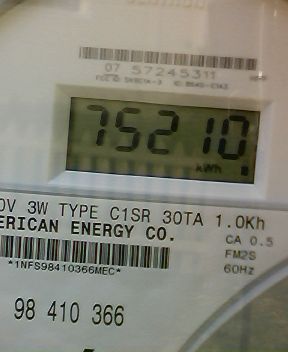 07 57245311
75210
kWh
0V 3W TYPE C1SR 30TA 1.0Kh
ERICAN ENERGY CO.
CA 0.5
FM2S
60Hz
*1NFS98410366MEC*
98 410 366